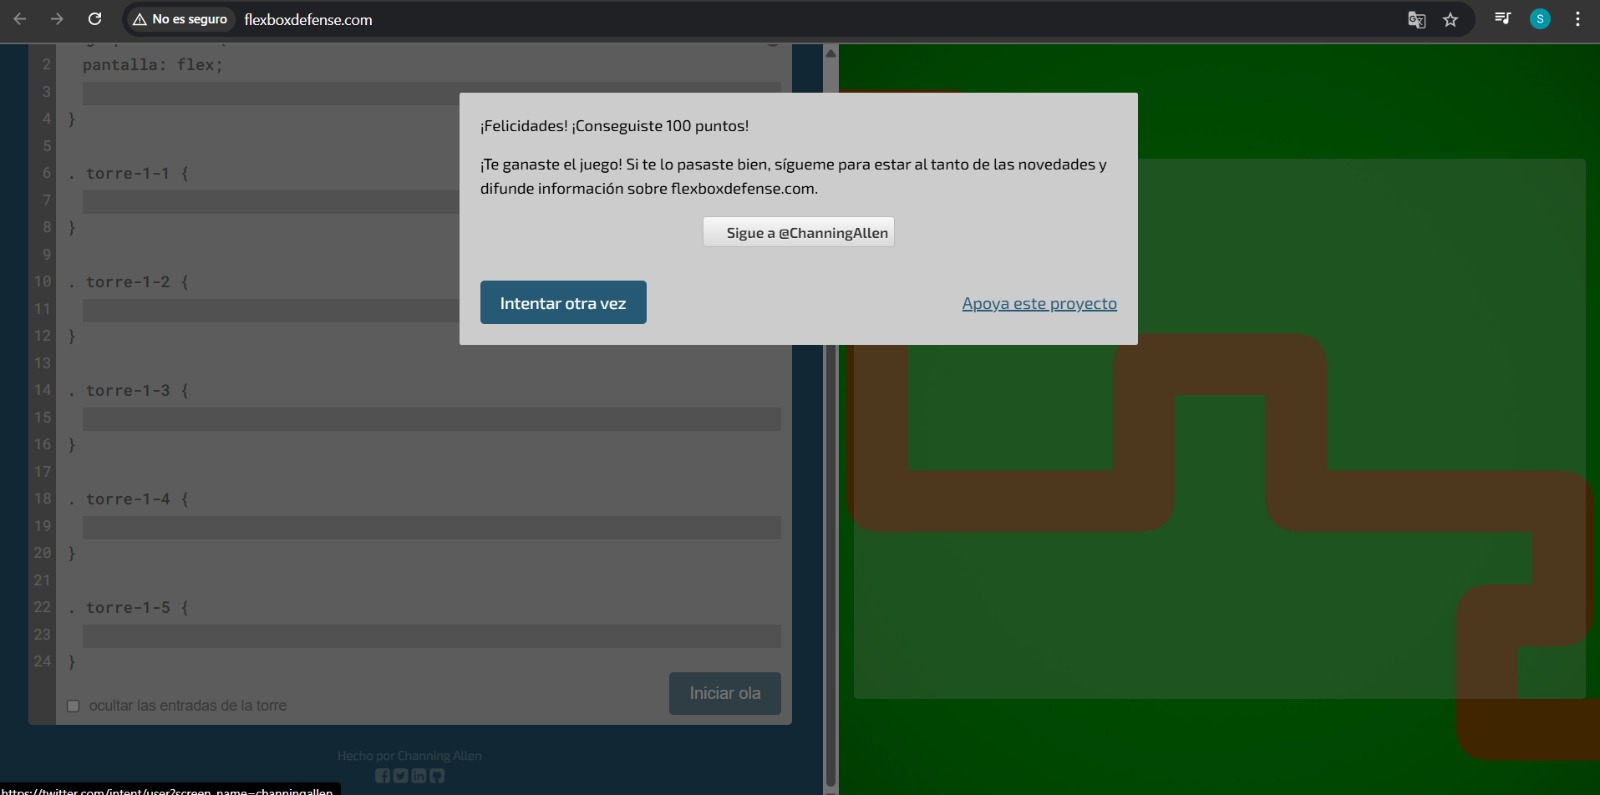 No es seguro flexboxdefense.com S
2 pantalla: flex;
3
4 }
5
6 . torre-1-1 {
7
8 }
9
10 . torre-1-2 {
11
12 }
13
14 . torre-1-3 {
15
16 }
17
18 . torre-1-4 {
19
20 }
21
22 . torre-1-5 {
23
24 }
ocultar las entradas de la torre
Iniciar ola
Hecho por Channing Allen
¡Felicidades! ¡Conseguiste 100 puntos!
¡Te ganaste el juego! Si te lo pasaste bien, sígueme para estar al tanto de las novedades y
difunde información sobre flexboxdefense.com.
Sigue a @ChanningAllen
Intentar otra vez
Apoya este proyecto
https://twitter.com/intent/user?screen_name=channingallen